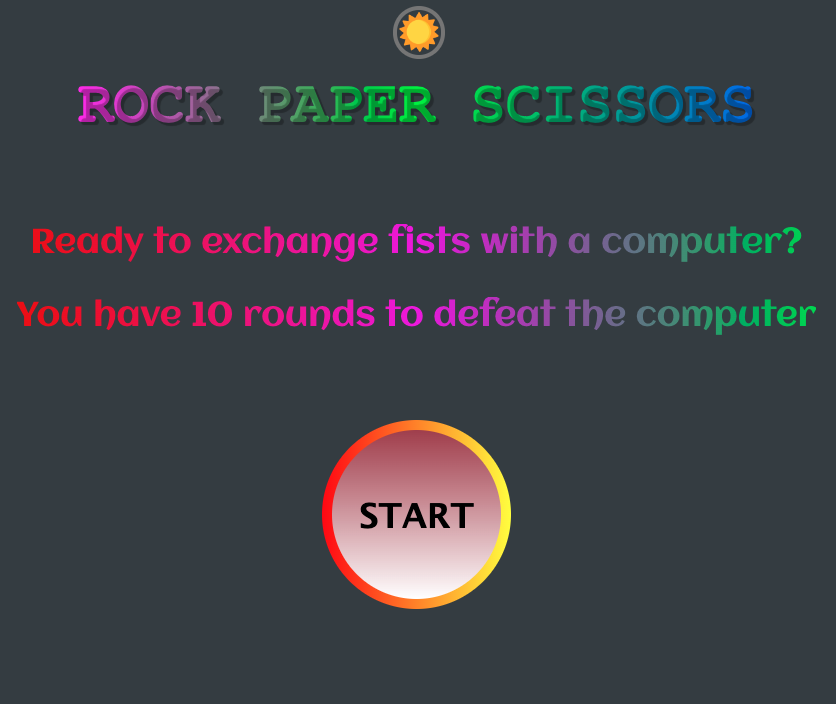 ROCK PAPER SCISSORS
Ready to exchange fists with a computer?
You have 10 rounds to defeat the computer
START